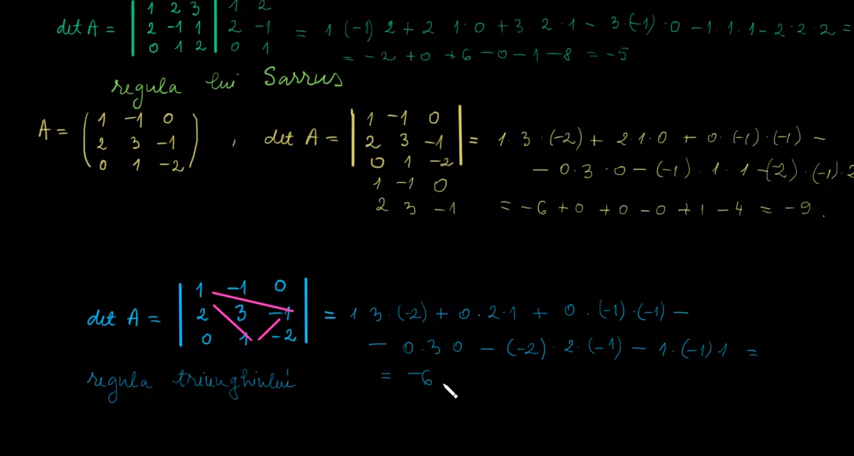 1 2 3 1 2
det A = 2 -1 1 2 -1 = 1 (-1) 2 + 2 · 1 · 0 + 3 · 2 · 1 - 3 · (-1) · 0 - 1 · 1 · 1 - 2 · 2 · 2 =
0 1 2 0 1 = -2 + 0 + 6 - 0 - 1 - 8 = -5
regula lui Sarrus
1 -1 0 1 -1 0
A = 2 3 -1 , det A = 2 3 -1 = 1 · 3 · (-2) + 2 1 · 0 + 0 · (-1) · (-1) -
0 1 -2 0 1 -2 - 0 · 3 · 0 - (-1) · 1 · 1 - (-2) · (-1) · 2
1 -1 0
2 3 -1 = -6 + 0 + 0 - 0 + 1 - 4 = -9 .
1 -1 0
det A = 2 3 -1 = 1 3 · (-2) + 0 · 2 · 1 + 0 · (-1) · (-1) -
0 1 -2 - 0 · 3 0 - (-2) · 2 · (-1) - 1 · (-1) 1 =
regula triunghiului = -6